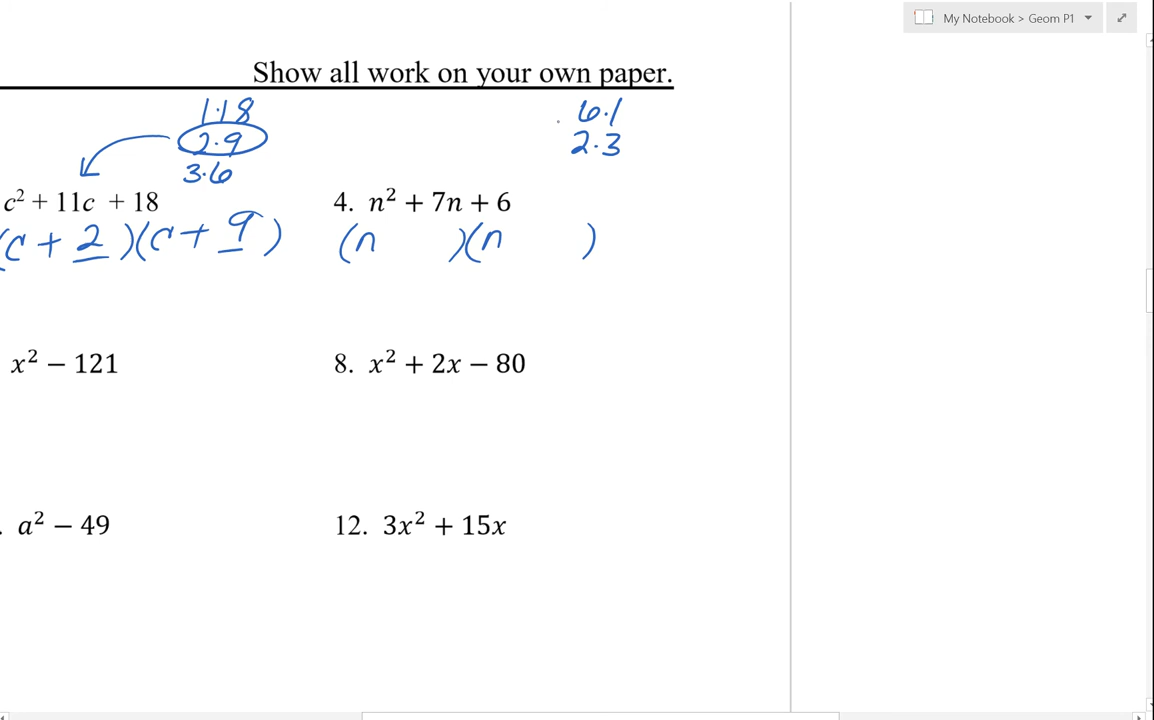 My Notebook > Geom P1
Show all work on your own paper.
1·18
2·9
3·6
6·1
2·3
c² + 11c + 18
4. n² + 7n + 6
(c + 2)(c + 9)
(n )(n )
x² − 121
8. x² + 2x − 80
. a² − 49
12. 3x² + 15x